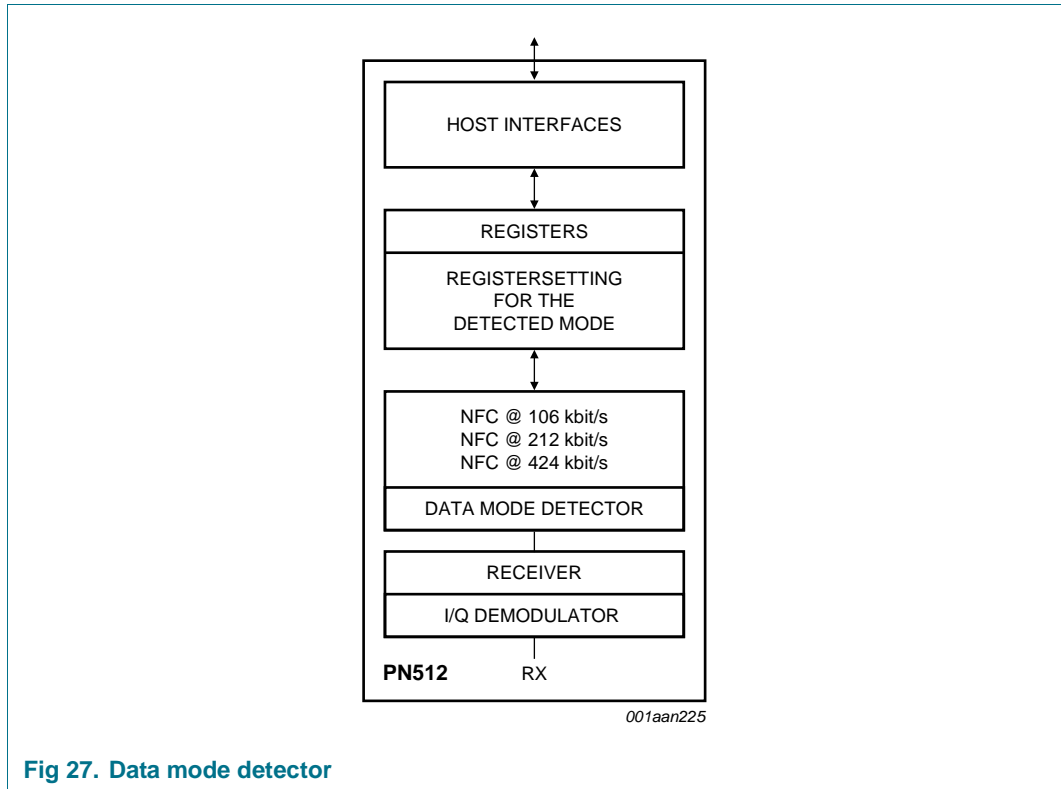 HOST INTERFACES
REGISTERS
REGISTERSETTING
FOR THE
DETECTED MODE
NFC @ 106 kbit/s
NFC @ 212 kbit/s
NFC @ 424 kbit/s
DATA MODE DETECTOR
RECEIVER
I/Q DEMODULATOR
PN512
RX
001aan225
Fig 27. Data mode detector